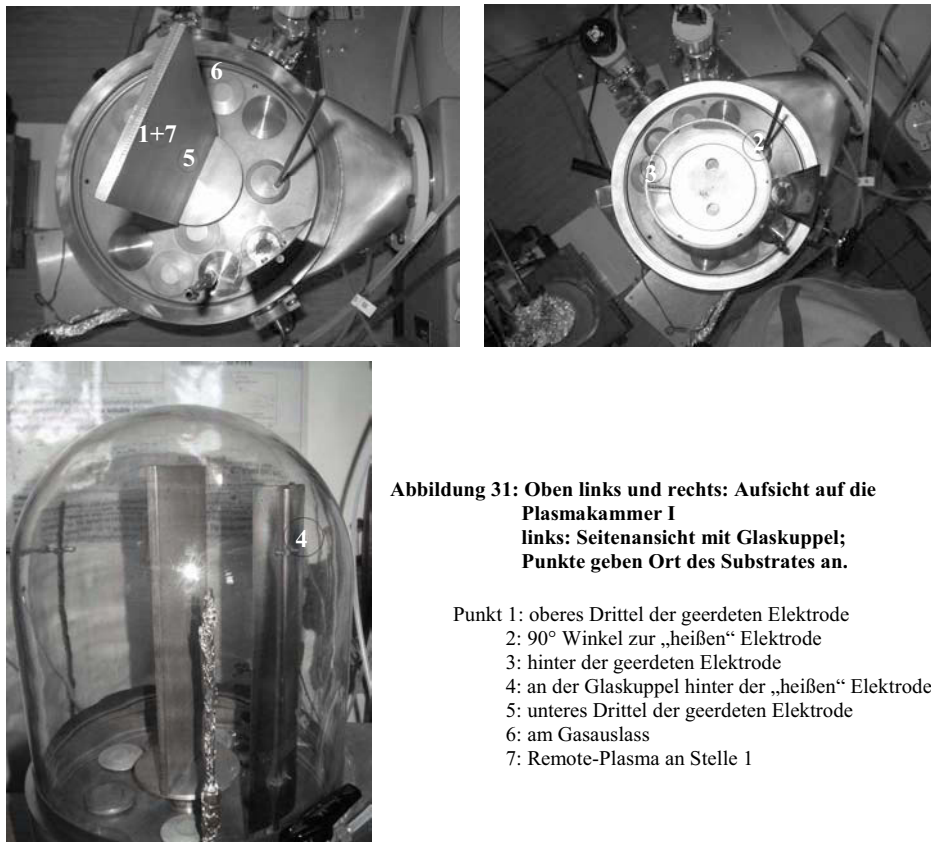 6
1+7
5
2
3
4
Abbildung 31: Oben links und rechts: Aufsicht auf die
Plasmakammer I
links: Seitenansicht mit Glaskuppel;
Punkte geben Ort des Substrates an.
Punkt 1: oberes Drittel der geerdeten Elektrode
2: 90° Winkel zur „heißen“ Elektrode
3: hinter der geerdeten Elektrode
4: an der Glaskuppel hinter der „heißen“ Elektrode
5: unteres Drittel der geerdeten Elektrode
6: am Gasauslass
7: Remote-Plasma an Stelle 1